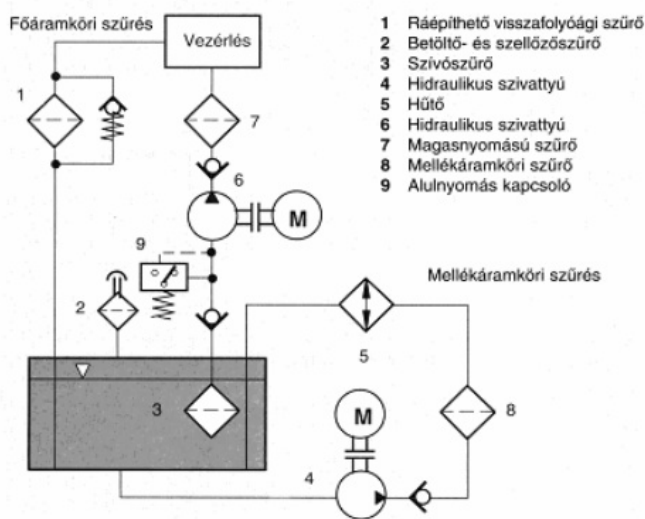 Főáramköri szűrés
Vezérlés
1 Ráépíthető visszafolyóági szűrő
2 Betöltő- és szellőzőszűrő
3 Szívószűrő
4 Hidraulikus szivattyú
5 Hűtő
6 Hidraulikus szivattyú
7 Magasnyomású szűrő
8 Mellékáramköri szűrő
9 Alulnyomás kapcsoló
1
7
6
M
9
2
Mellékáramköri szűrés
5
3
8
M
4